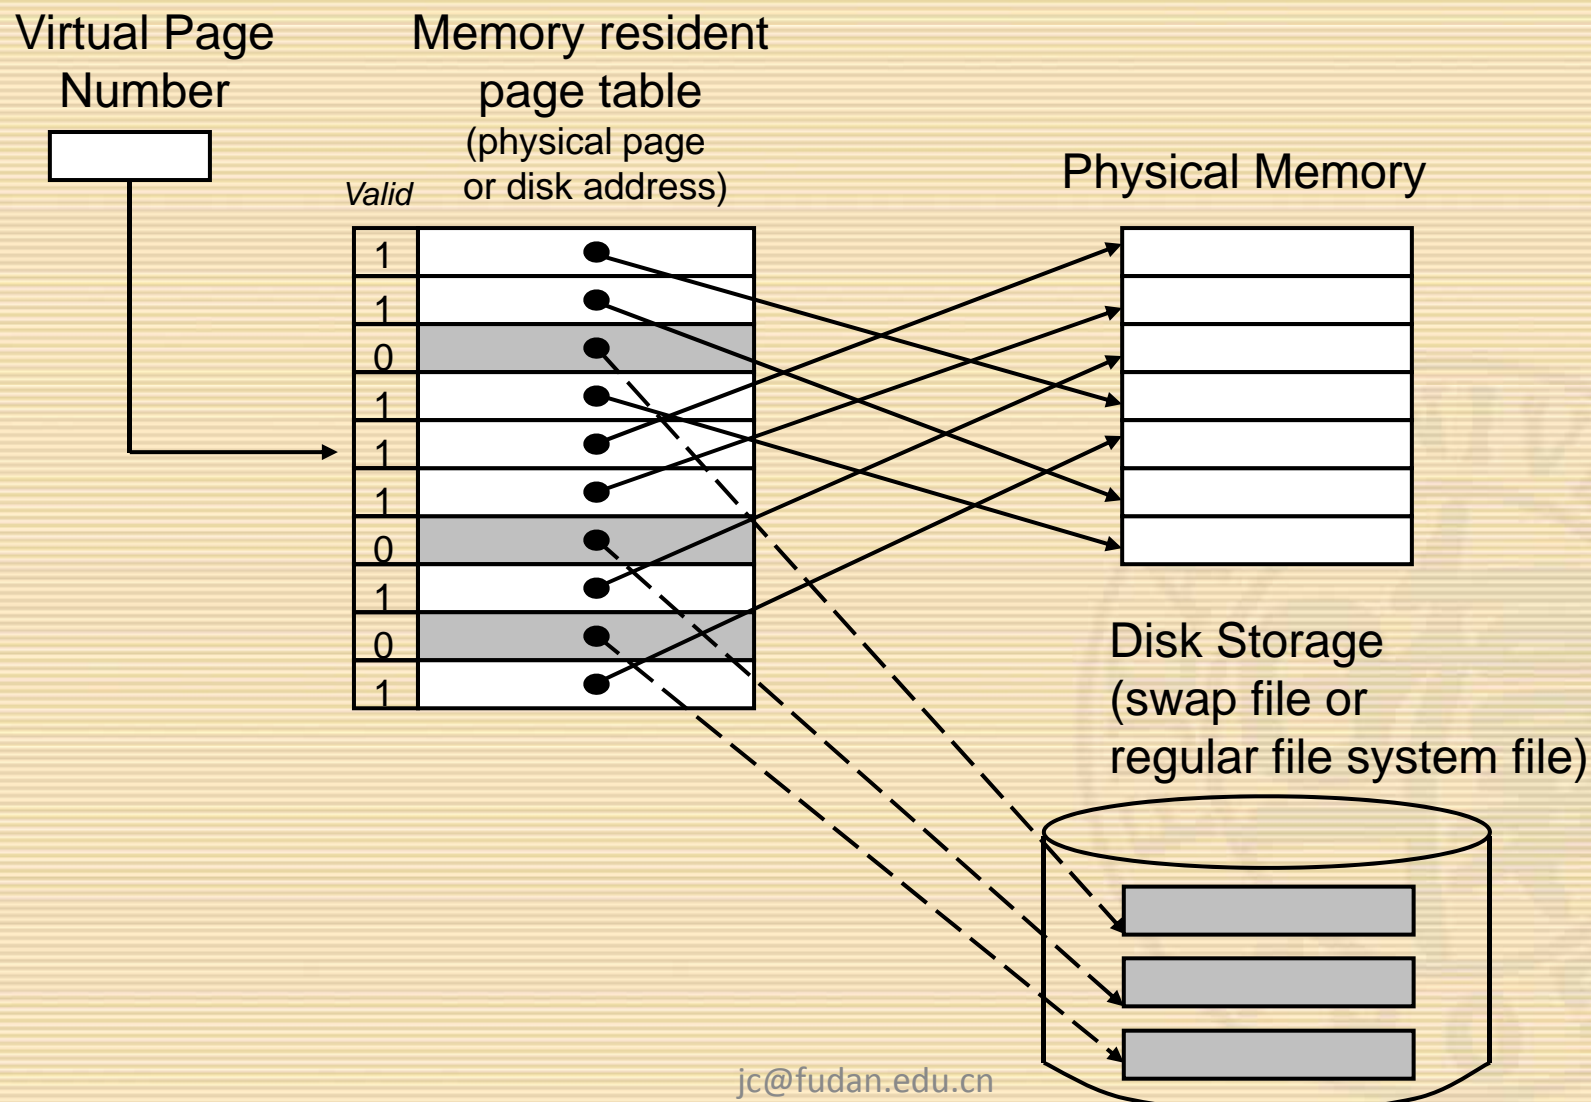 Virtual Page
Number
Memory resident
page table
(physical page
or disk address)
Valid
1
1
0
1
1
1
0
1
0
1
Physical Memory
Disk Storage
(swap file or
regular file system file)
jc@fudan.edu.cn